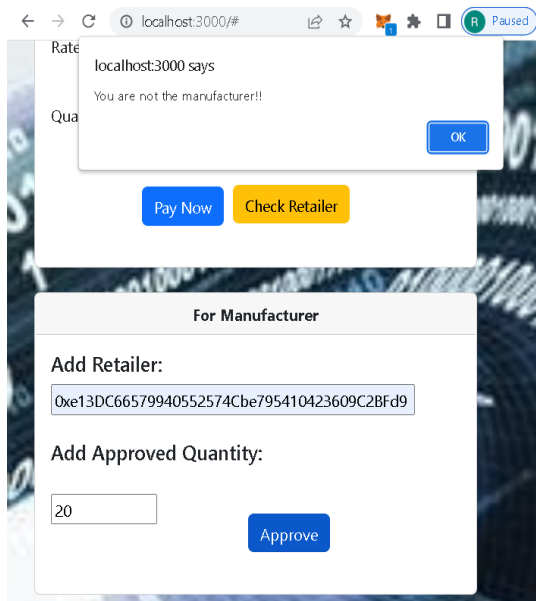 localhost:3000/#
1
R
Paused
Rate
localhost:3000 says
You are not the manufacturer!!
Qua
OK
Pay Now
Check Retailer
For Manufacturer
Add Retailer:
0xe13DC66579940552574Cbe795410423609C2BFd9
Add Approved Quantity:
20
Approve